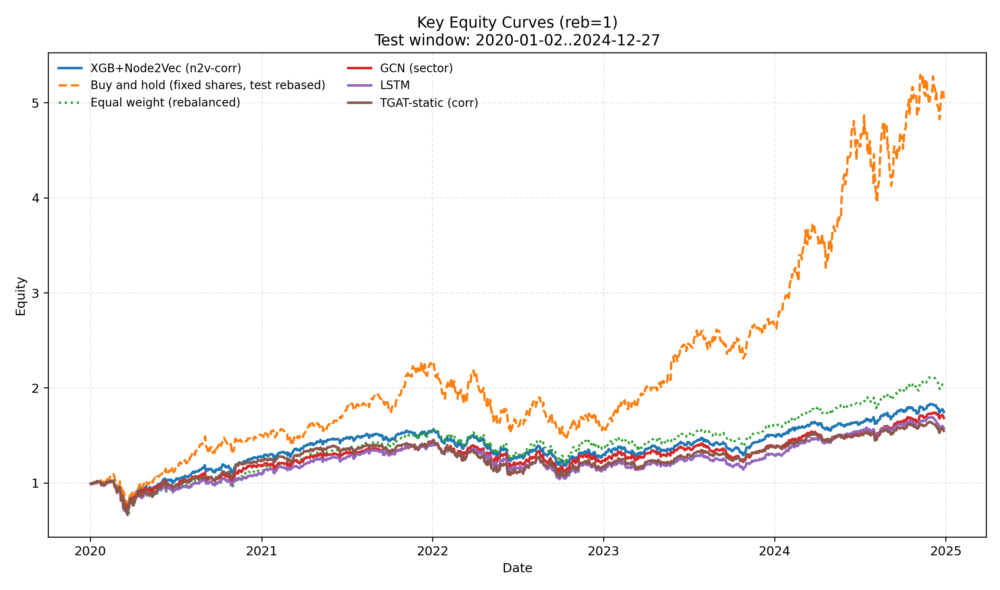 Key Equity Curves (reb=1)
Test window: 2020-01-02..2024-12-27
XGB+Node2Vec (n2v-corr)
Buy and hold (fixed shares, test rebased)
Equal weight (rebalanced)
GCN (sector)
LSTM
TGAT-static (corr)
Equity
5
4
3
2
1
2020
2021
2022
2023
2024
2025
Date